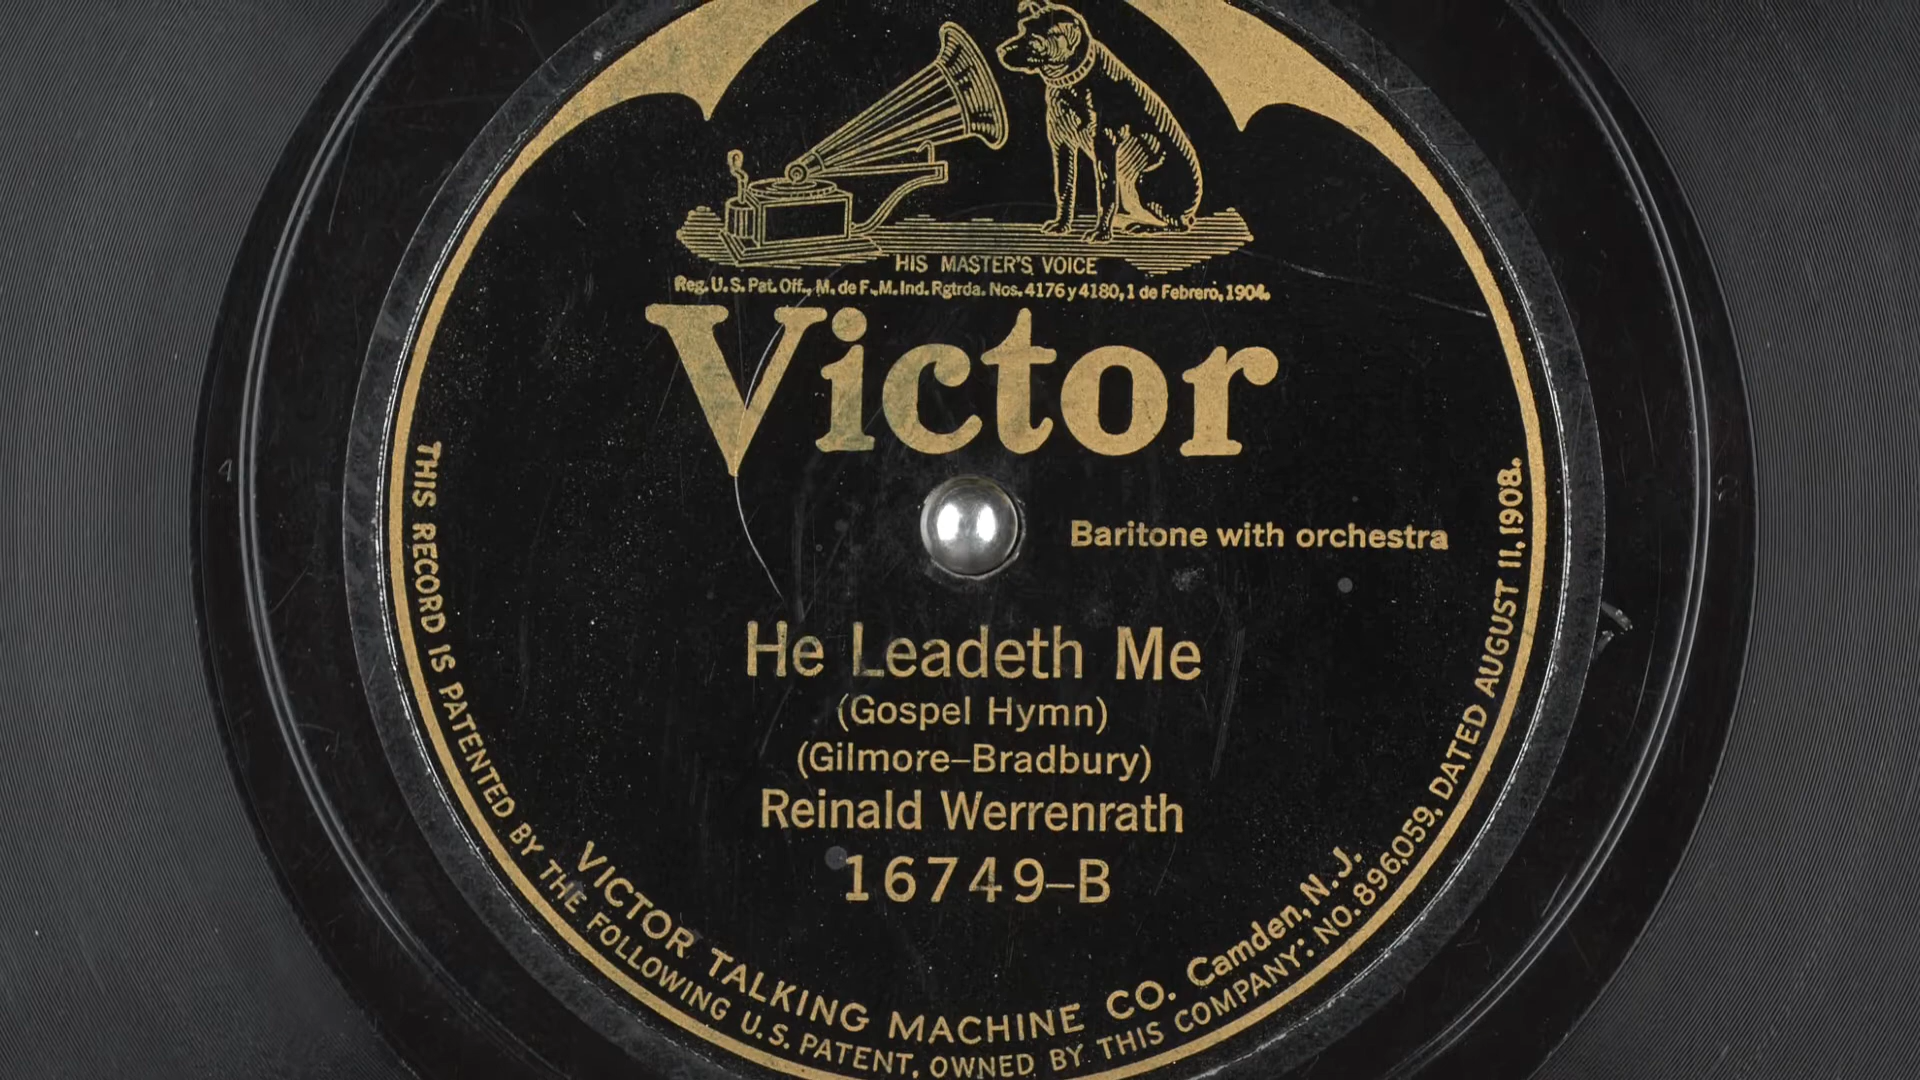 HIS MASTER'S VOICE
Reg. U. S. Pat. Off., M. de F., M. Ind. Rgtrda. Nos. 4176 y 4180, 1 de Febrero, 1904.
Victor
Baritone with orchestra
He Leadeth Me
(Gospel Hymn)
(Gilmore–Bradbury)
Reinald Werrenrath
16749–B
VICTOR TALKING MACHINE CO. Camden, N. J.
THIS RECORD IS PATENTED BY THE FOLLOWING U. S. PATENT, OWNED BY THIS COMPANY: NO. 896,059, DATED AUGUST 11, 1908.
4